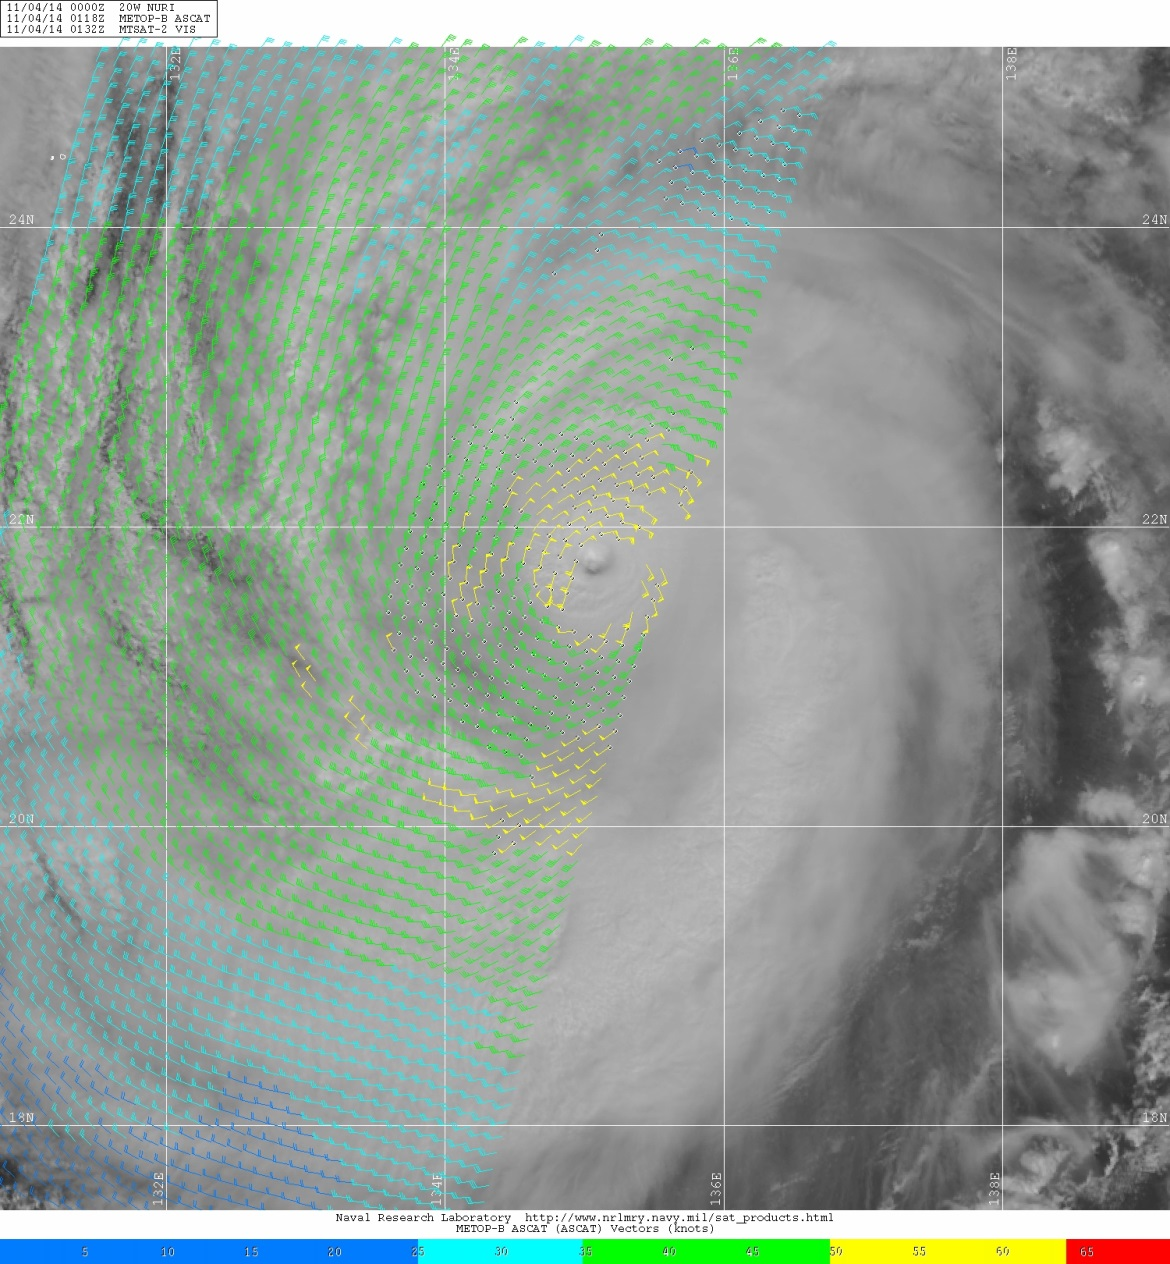 11/04/14 0000Z 20W NURI
11/04/14 0118Z METOP-B ASCAT
11/04/14 0132Z MTSAT-2 VIS
132E 134E 136E 138E
24N 24N
22N 22N
20N 20N
18N 18N
132E 134E 136E 138E
Naval Research Laboratory http://www.nrlmry.navy.mil/sat_products.html
METOP-B ASCAT (ASCAT) Vectors (knots)
5 10 15 20 25 30 35 40 45 50 55 60 65